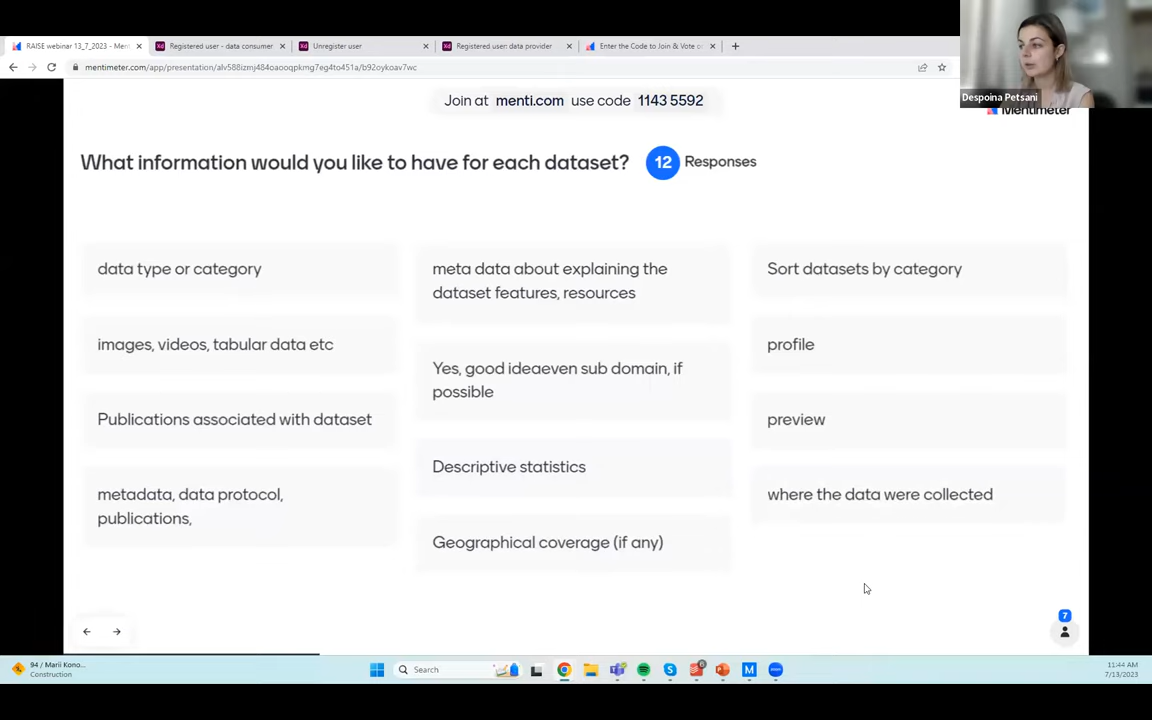 RAISE webinar 13_7_2023 - Men
Registered user - data consumer
Unregister user
Registered user: data provider
Enter the Code to Join & Vote o
mentimeter.com/app/presentation/alv588izmj484oaooqpkmg7eg4to451a/b92oykoav7wc
Despoina Petsani
Join at menti.com use code 1143 5592
Mentimeter
What information would you like to have for each dataset?
12 Responses
data type or category
images, videos, tabular data etc
Publications associated with dataset
metadata, data protocol,
publications,
meta data about explaining the
dataset features, resources
Yes, good ideaeven sub domain, if
possible
Descriptive statistics
Geographical coverage (if any)
Sort datasets by category
profile
preview
where the data were collected
7
94 / Marii Kono...
Construction
Search
6
11:44 AM
7/13/2023